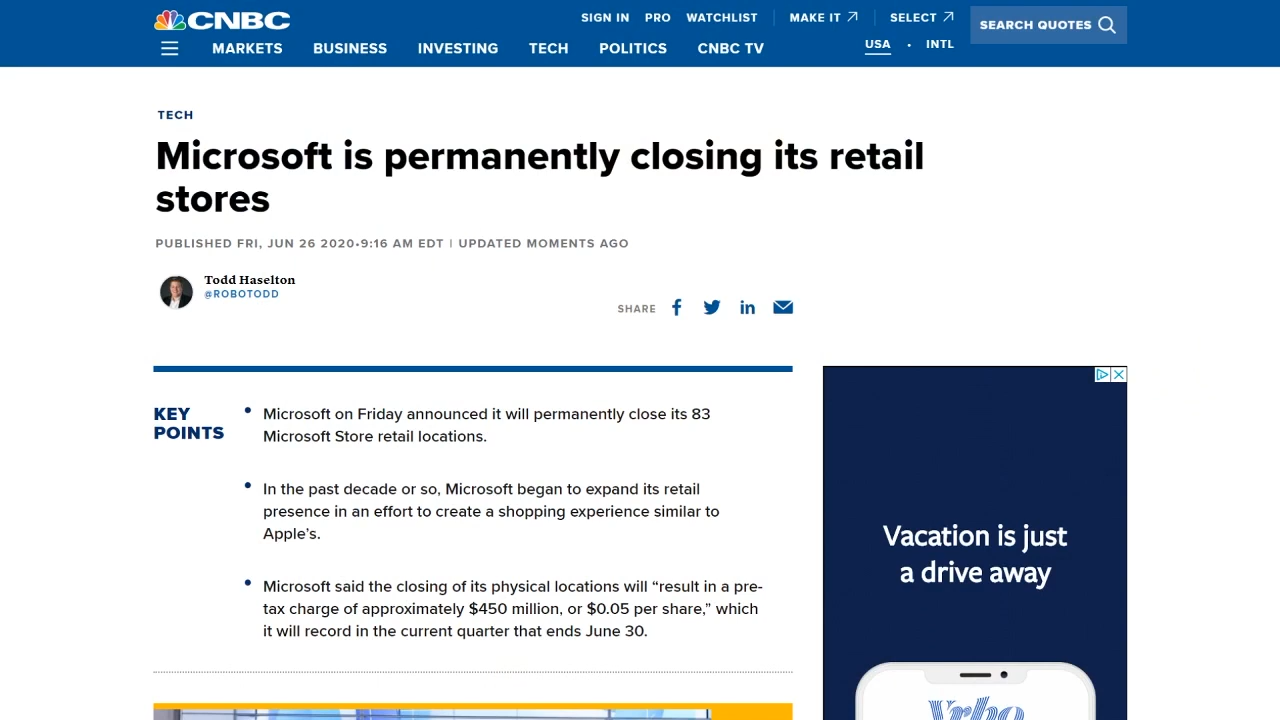 CNBC
SIGN IN PRO WATCHLIST MAKE IT SELECT
SEARCH QUOTES
MARKETS BUSINESS INVESTING TECH POLITICS CNBC TV
USA • INTL
TECH
Microsoft is permanently closing its retail
stores
PUBLISHED FRI, JUN 26 2020•9:16 AM EDT | UPDATED MOMENTS AGO
Todd Haselton
@ROBOTODD
SHARE
KEY
POINTS
Microsoft on Friday announced it will permanently close its 83
Microsoft Store retail locations.
In the past decade or so, Microsoft began to expand its retail
presence in an effort to create a shopping experience similar to
Apple’s.
Microsoft said the closing of its physical locations will “result in a pre-
tax charge of approximately $450 million, or $0.05 per share,” which
it will record in the current quarter that ends June 30.
Vacation is just
a drive away
Vrbo